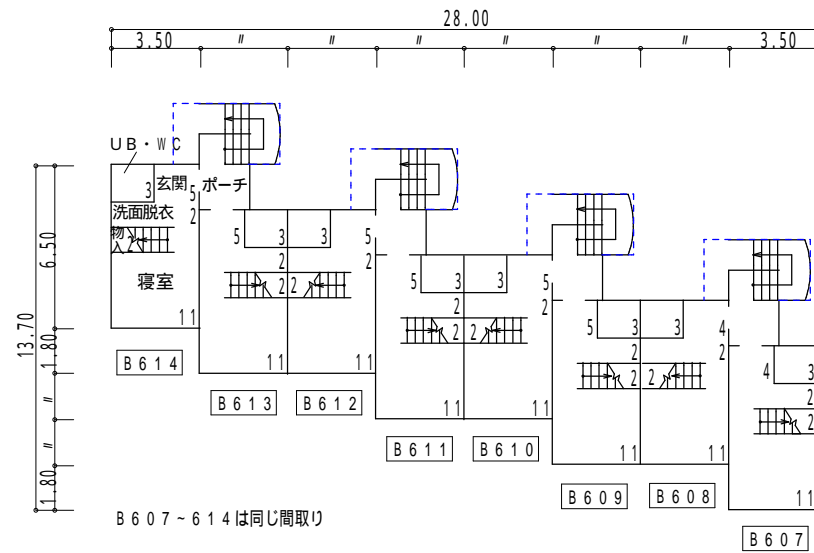 28.00
3.50 〃 〃 〃 〃 〃 〃 3.50
UB・WC
3 玄関 ポーチ
5
洗面脱衣 2
物入 2
寝室
11
6.50
13.70
1.80
〃
〃
1.80
5 3 3 5
2 2
2 2
11 11
5 3 3 5
2 2
2 2
11 11
5 3 3 4
2 2
2 2
11 11
4 3
2
2
11
B614
B613
B612
B611
B610
B609
B608
B607
B607~614は同じ間取り